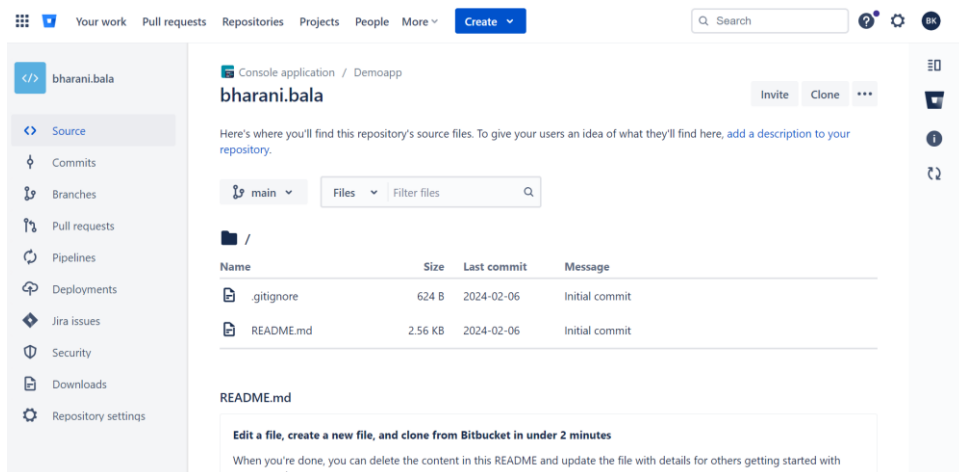 Your work Pull requests Repositories Projects People More Create Search BK
bharani.bala
Source
Commits
Branches
Pull requests
Pipelines
Deployments
Jira issues
Security
Downloads
Repository settings
Console application / Demoapp
bharani.bala
Invite Clone
Here's where you'll find this repository's source files. To give your users an idea of what they'll find here, add a description to your
repository.
main Files Filter files
/
Name Size Last commit Message
.gitignore 624 B 2024-02-06 Initial commit
README.md 2.56 KB 2024-02-06 Initial commit
README.md
Edit a file, create a new file, and clone from Bitbucket in under 2 minutes
When you're done, you can delete the content in this README and update the file with details for others getting started with